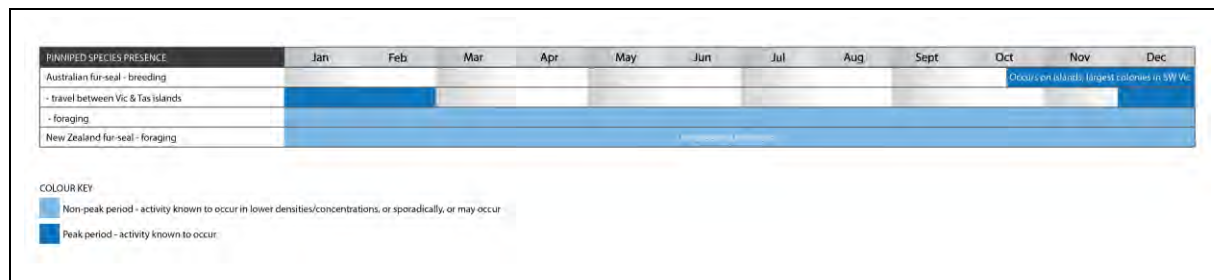 PINNIPED SPECIES PRESENCE Jan Feb Mar Apr May Jun Jul Aug Sept Oct Nov Dec
Australian fur-seal - breeding Occurs on islands; largest colonies in SW Vic
- travel between Vic & Tas islands
- foraging
New Zealand fur-seal - foraging
COLOUR KEY
Non-peak period - activity known to occur in lower densities/concentrations, or sporadically, or may occur
Peak period - activity known to occur